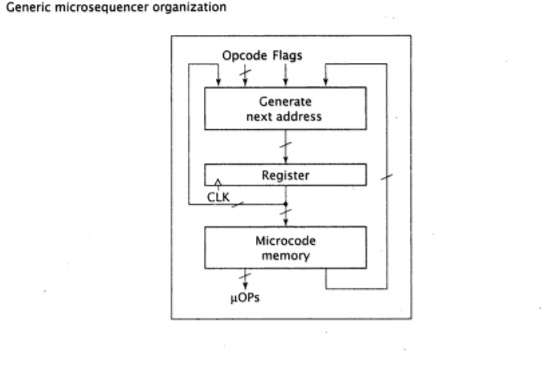 Generic microsequencer organization
Opcode Flags
Generate
next address
Register
CLK
Microcode
memory
μOPs